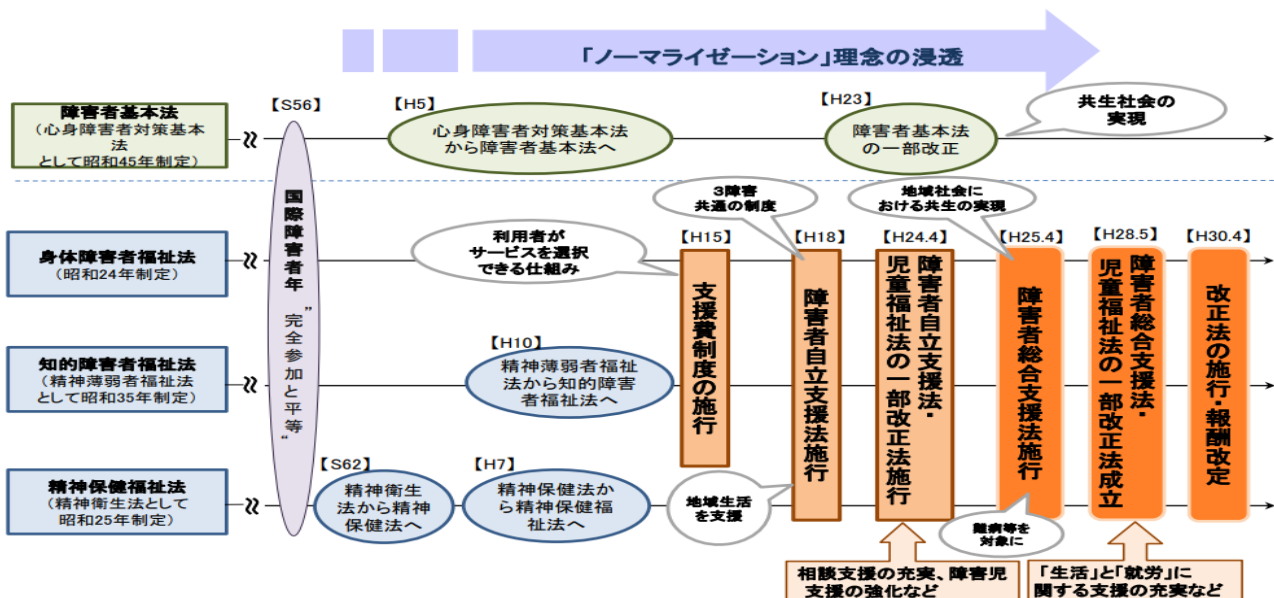 「ノーマライゼーション」理念の浸透
【S56】
【H5】
【H23】
共生社会の
実現
障害者基本法
(心身障害者対策基本
法
として昭和45年制定)
心身障害者対策基本法
から障害者基本法へ
障害者基本法
の一部改正
国際障害者年
"完全参加と平等"
3障害
共通の制度
地域社会に
おける共生の実現
利用者が
サービスを選択
できる仕組み
【H15】
【H18】
【H24.4】
【H25.4】
【H28.5】
【H30.4】
身体障害者福祉法
(昭和24年制定)
支援費制度の施行
障害者自立支援法施行
障害者自立支援法・
児童福祉法の一部改正法施行
障害者総合支援法施行
障害者総合支援法・
児童福祉法の一部改正法成立
改正法の施行・報酬改定
【H10】
知的障害者福祉法
(精神薄弱者福祉法
として昭和35年制定)
精神薄弱者福祉
法から知的障害
者福祉法へ
【S62】
【H7】
精神保健福祉法
(精神衛生法として
昭和25年制定)
精神衛生
法から精神
保健法へ
精神保健法か
ら精神保健福
祉法へ
地域生活
を支援
難病等を
対象に
相談支援の充実、障害児
支援の強化など
「生活」と「就労」に
関する支援の充実など